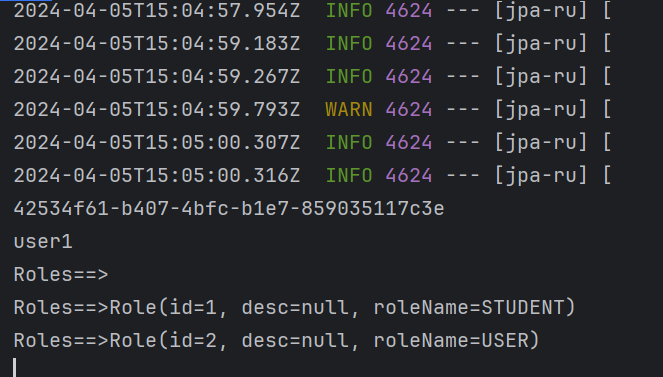 2024-04-05T15:04:57.954Z  INFO 4624 --- [jpa-ru] [
2024-04-05T15:04:59.183Z  INFO 4624 --- [jpa-ru] [
2024-04-05T15:04:59.267Z  INFO 4624 --- [jpa-ru] [
2024-04-05T15:04:59.793Z  WARN 4624 --- [jpa-ru] [
2024-04-05T15:05:00.307Z  INFO 4624 --- [jpa-ru] [
2024-04-05T15:05:00.316Z  INFO 4624 --- [jpa-ru] [
42534f61-b407-4bfc-b1e7-859035117c3e
user1
Roles==>
Roles==>Role(id=1, desc=null, roleName=STUDENT)
Roles==>Role(id=2, desc=null, roleName=USER)